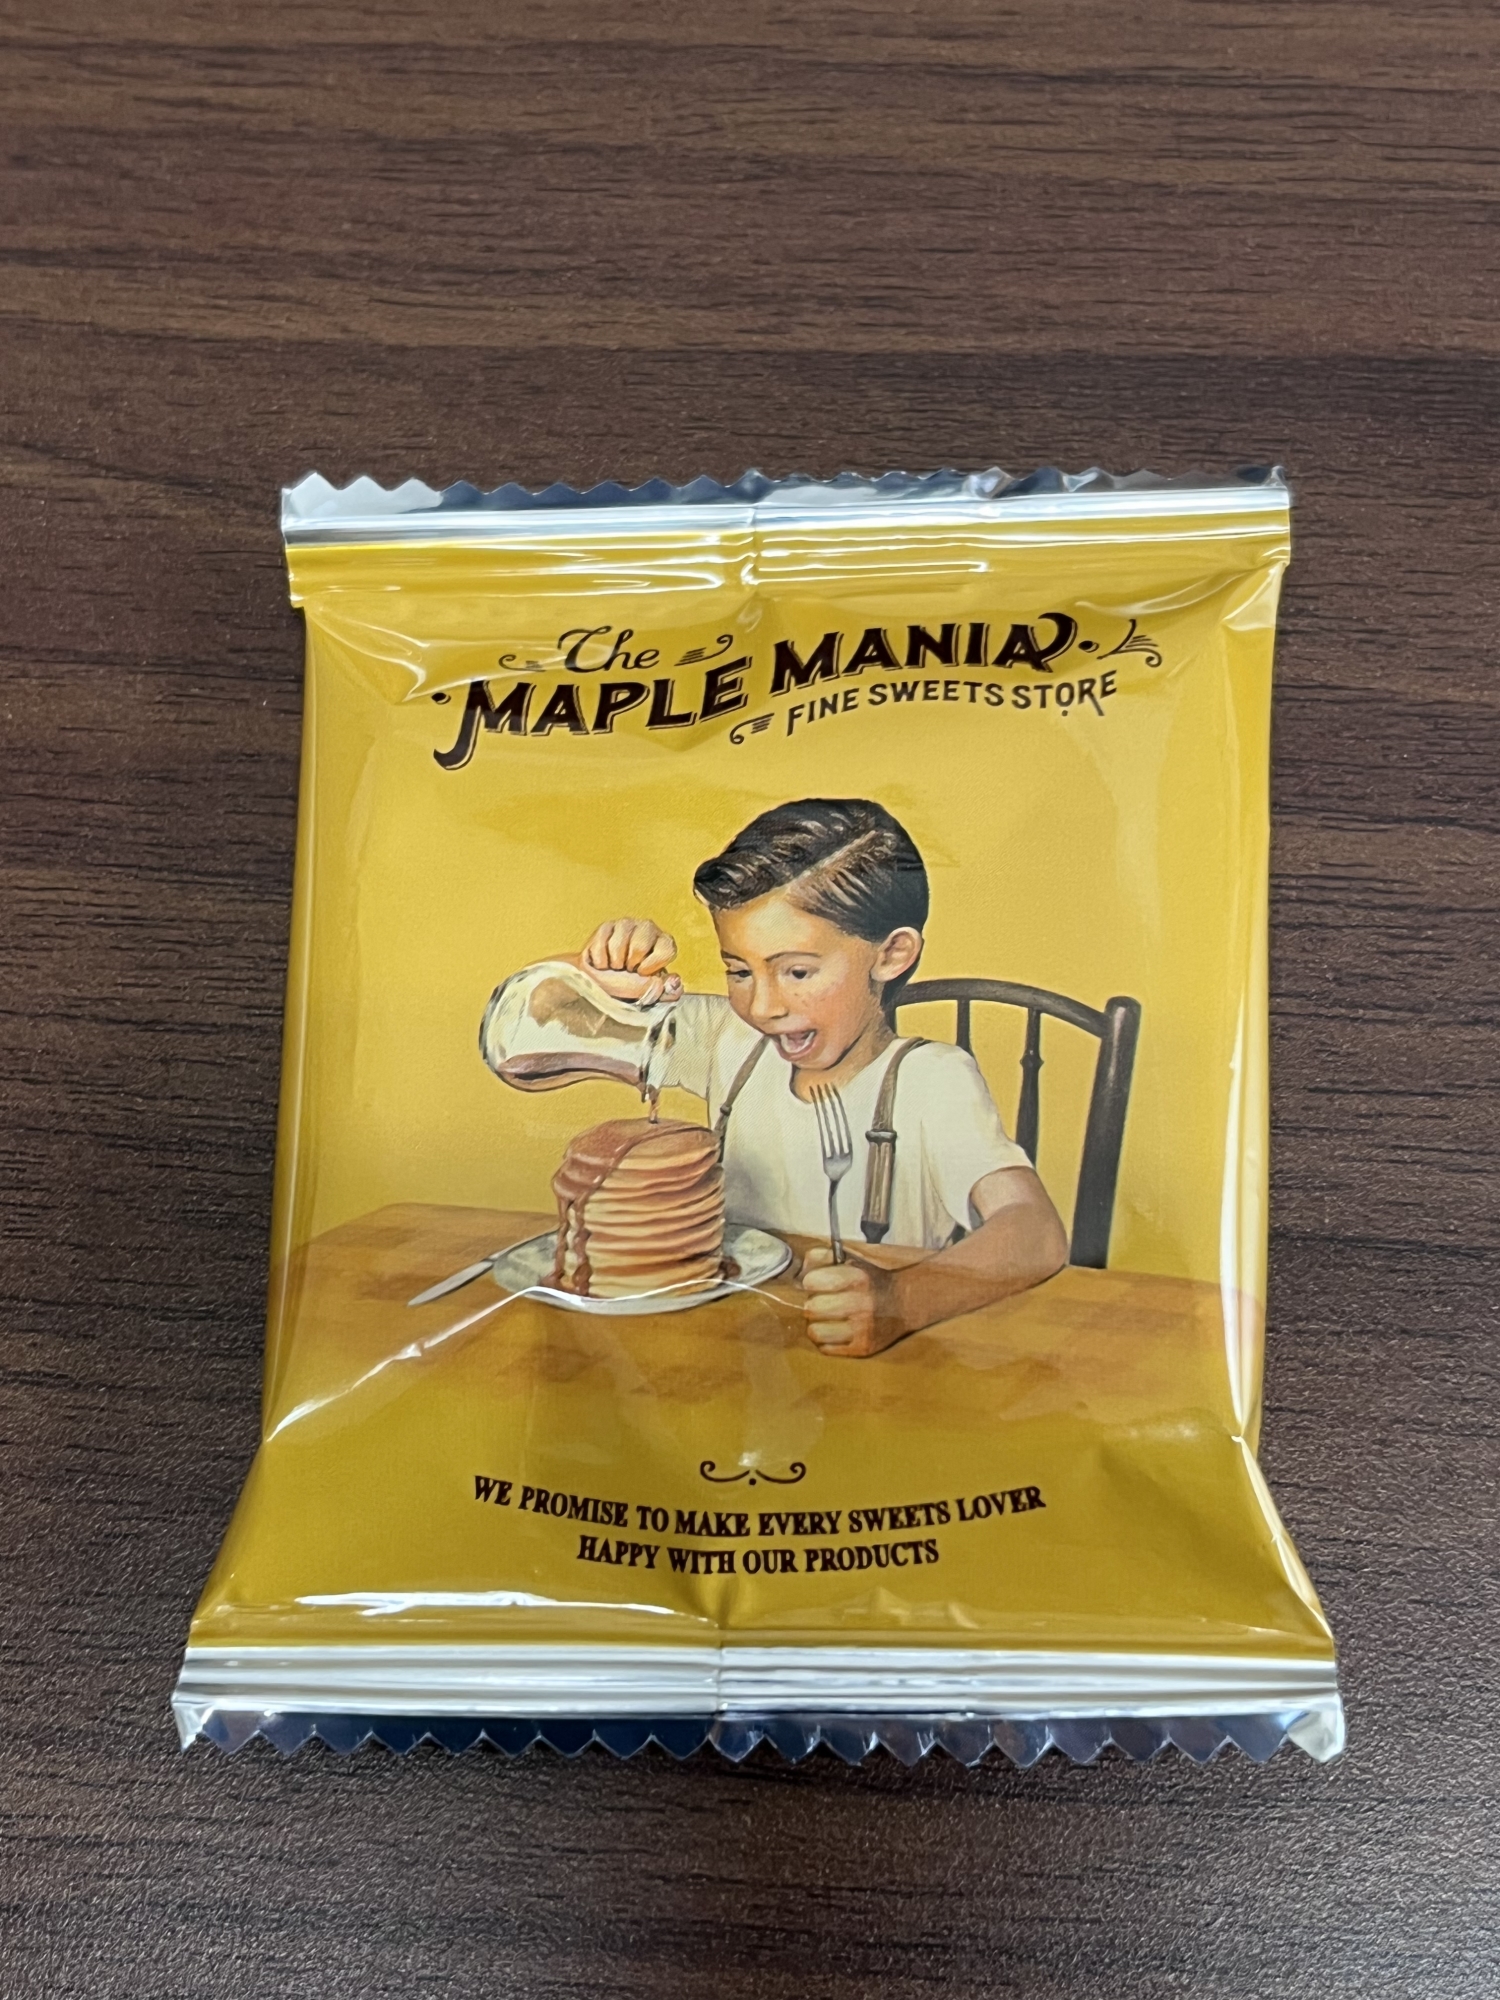 The
MAPLE MANIA
FINE SWEETS STORE
WE PROMISE TO MAKE EVERY SWEETS LOVER
HAPPY WITH OUR PRODUCTS